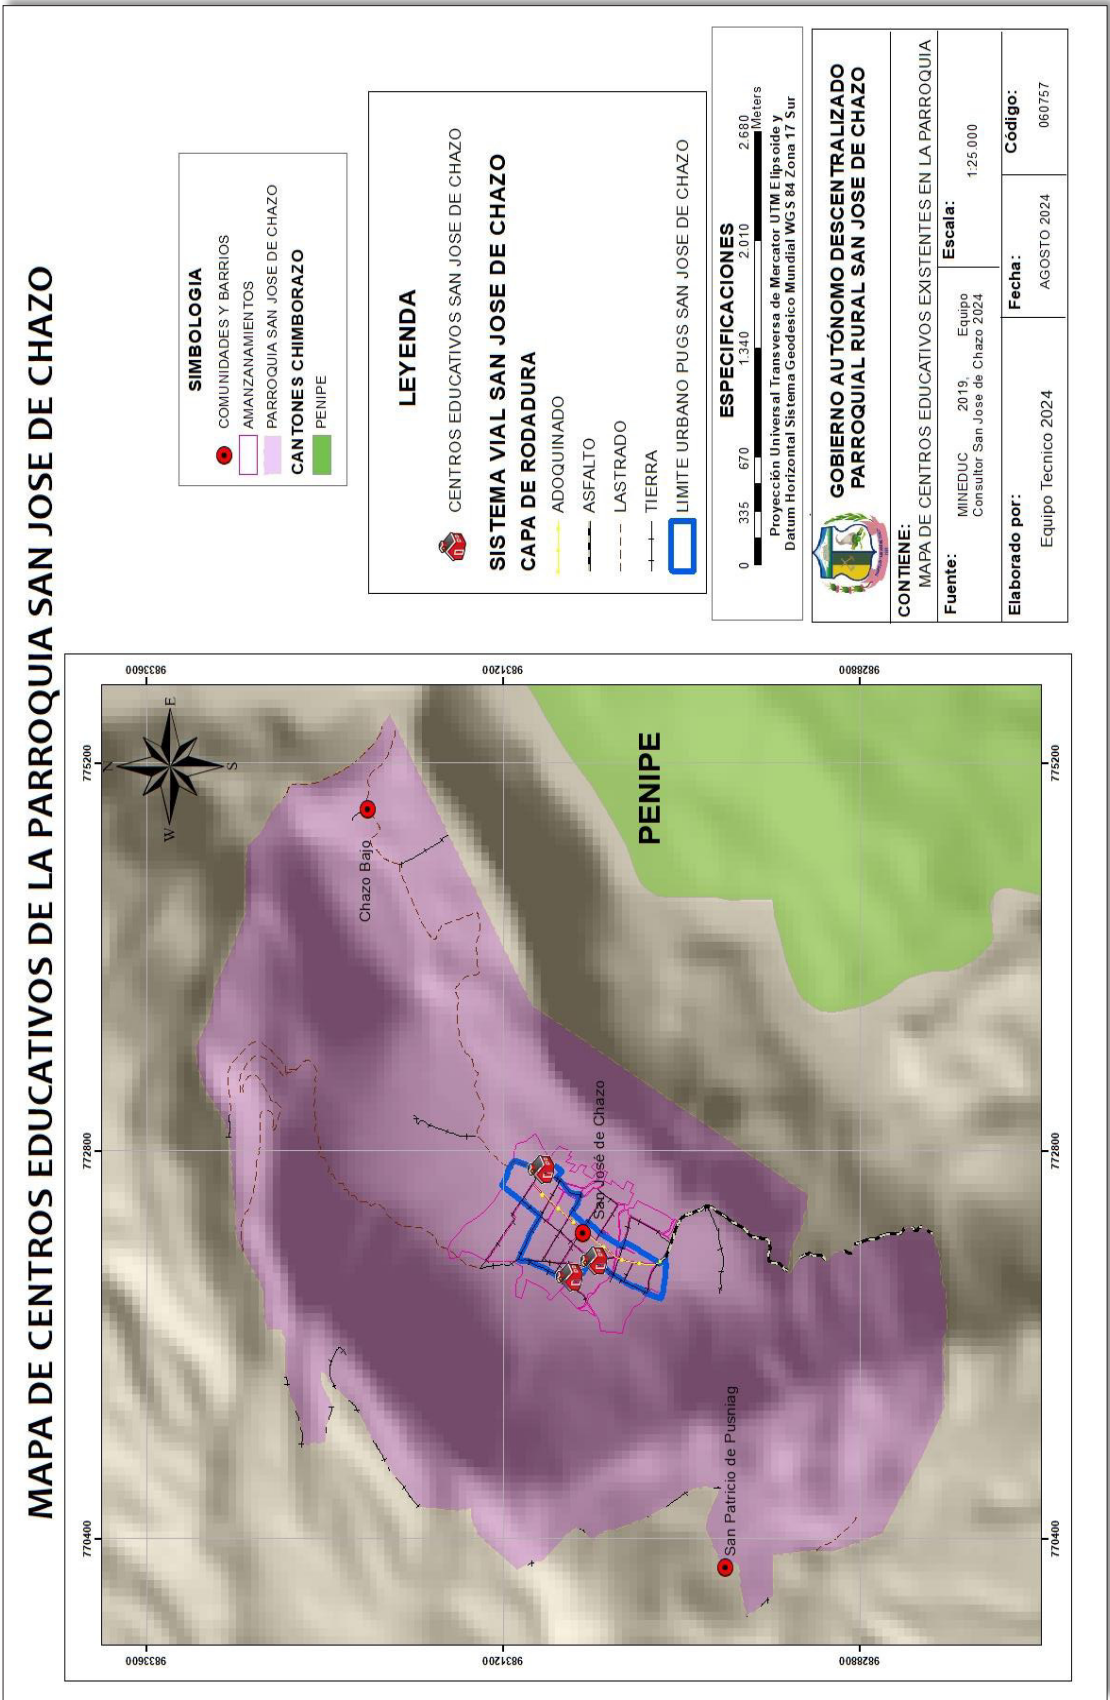 MAPA DE CENTROS EDUCATIVOS DE LA PARROQUIA SAN JOSE DE CHAZO
770400
772800
775200
9833600
9831200
9828800
9833600
9831200
9828800
770400
772800
775200
N
W
E
S
Chazo Bajo
San José de Chazo
San Patricio de Pusniag
PENIPE
SIMBOLOGIA
COMUNIDADES Y BARRIOS
AMANZANAMIENTOS
PARROQUIA SAN JOSE DE CHAZO
CANTONES CHIMBORAZO
PENIPE
LEYENDA
CENTROS EDUCATIVOS SAN JOSE DE CHAZO
SISTEMA VIAL SAN JOSE DE CHAZO
CAPA DE RODADURA
ADOQUINADO
ASFALTO
LASTRADO
TIERRA
LIMITE URBANO PUGS SAN JOSE DE CHAZO
ESPECIFICACIONES
0 335 670 1.340 2.010 2.680
Meters
Proyección Universal Transversa de Mercator UTM Elipsoide y
Datum Horizontal Sistema Geodesico Mundial WGS 84 Zona 17 Sur
GOBIERNO AUTÓNOMO DESCENTRALIZADO
PARROQUIAL RURAL SAN JOSE DE CHAZO
CONTIENE:
MAPA DE CENTROS EDUCATIVOS EXISTENTES EN LA PARROQUIA
Fuente:
MINEDUC 2019, Equipo
Consultor San Jose de Chazo 2024
Escala:
1:25.000
Elaborado por:
Equipo Tecnico 2024
Fecha:
AGOSTO 2024
Código:
060757